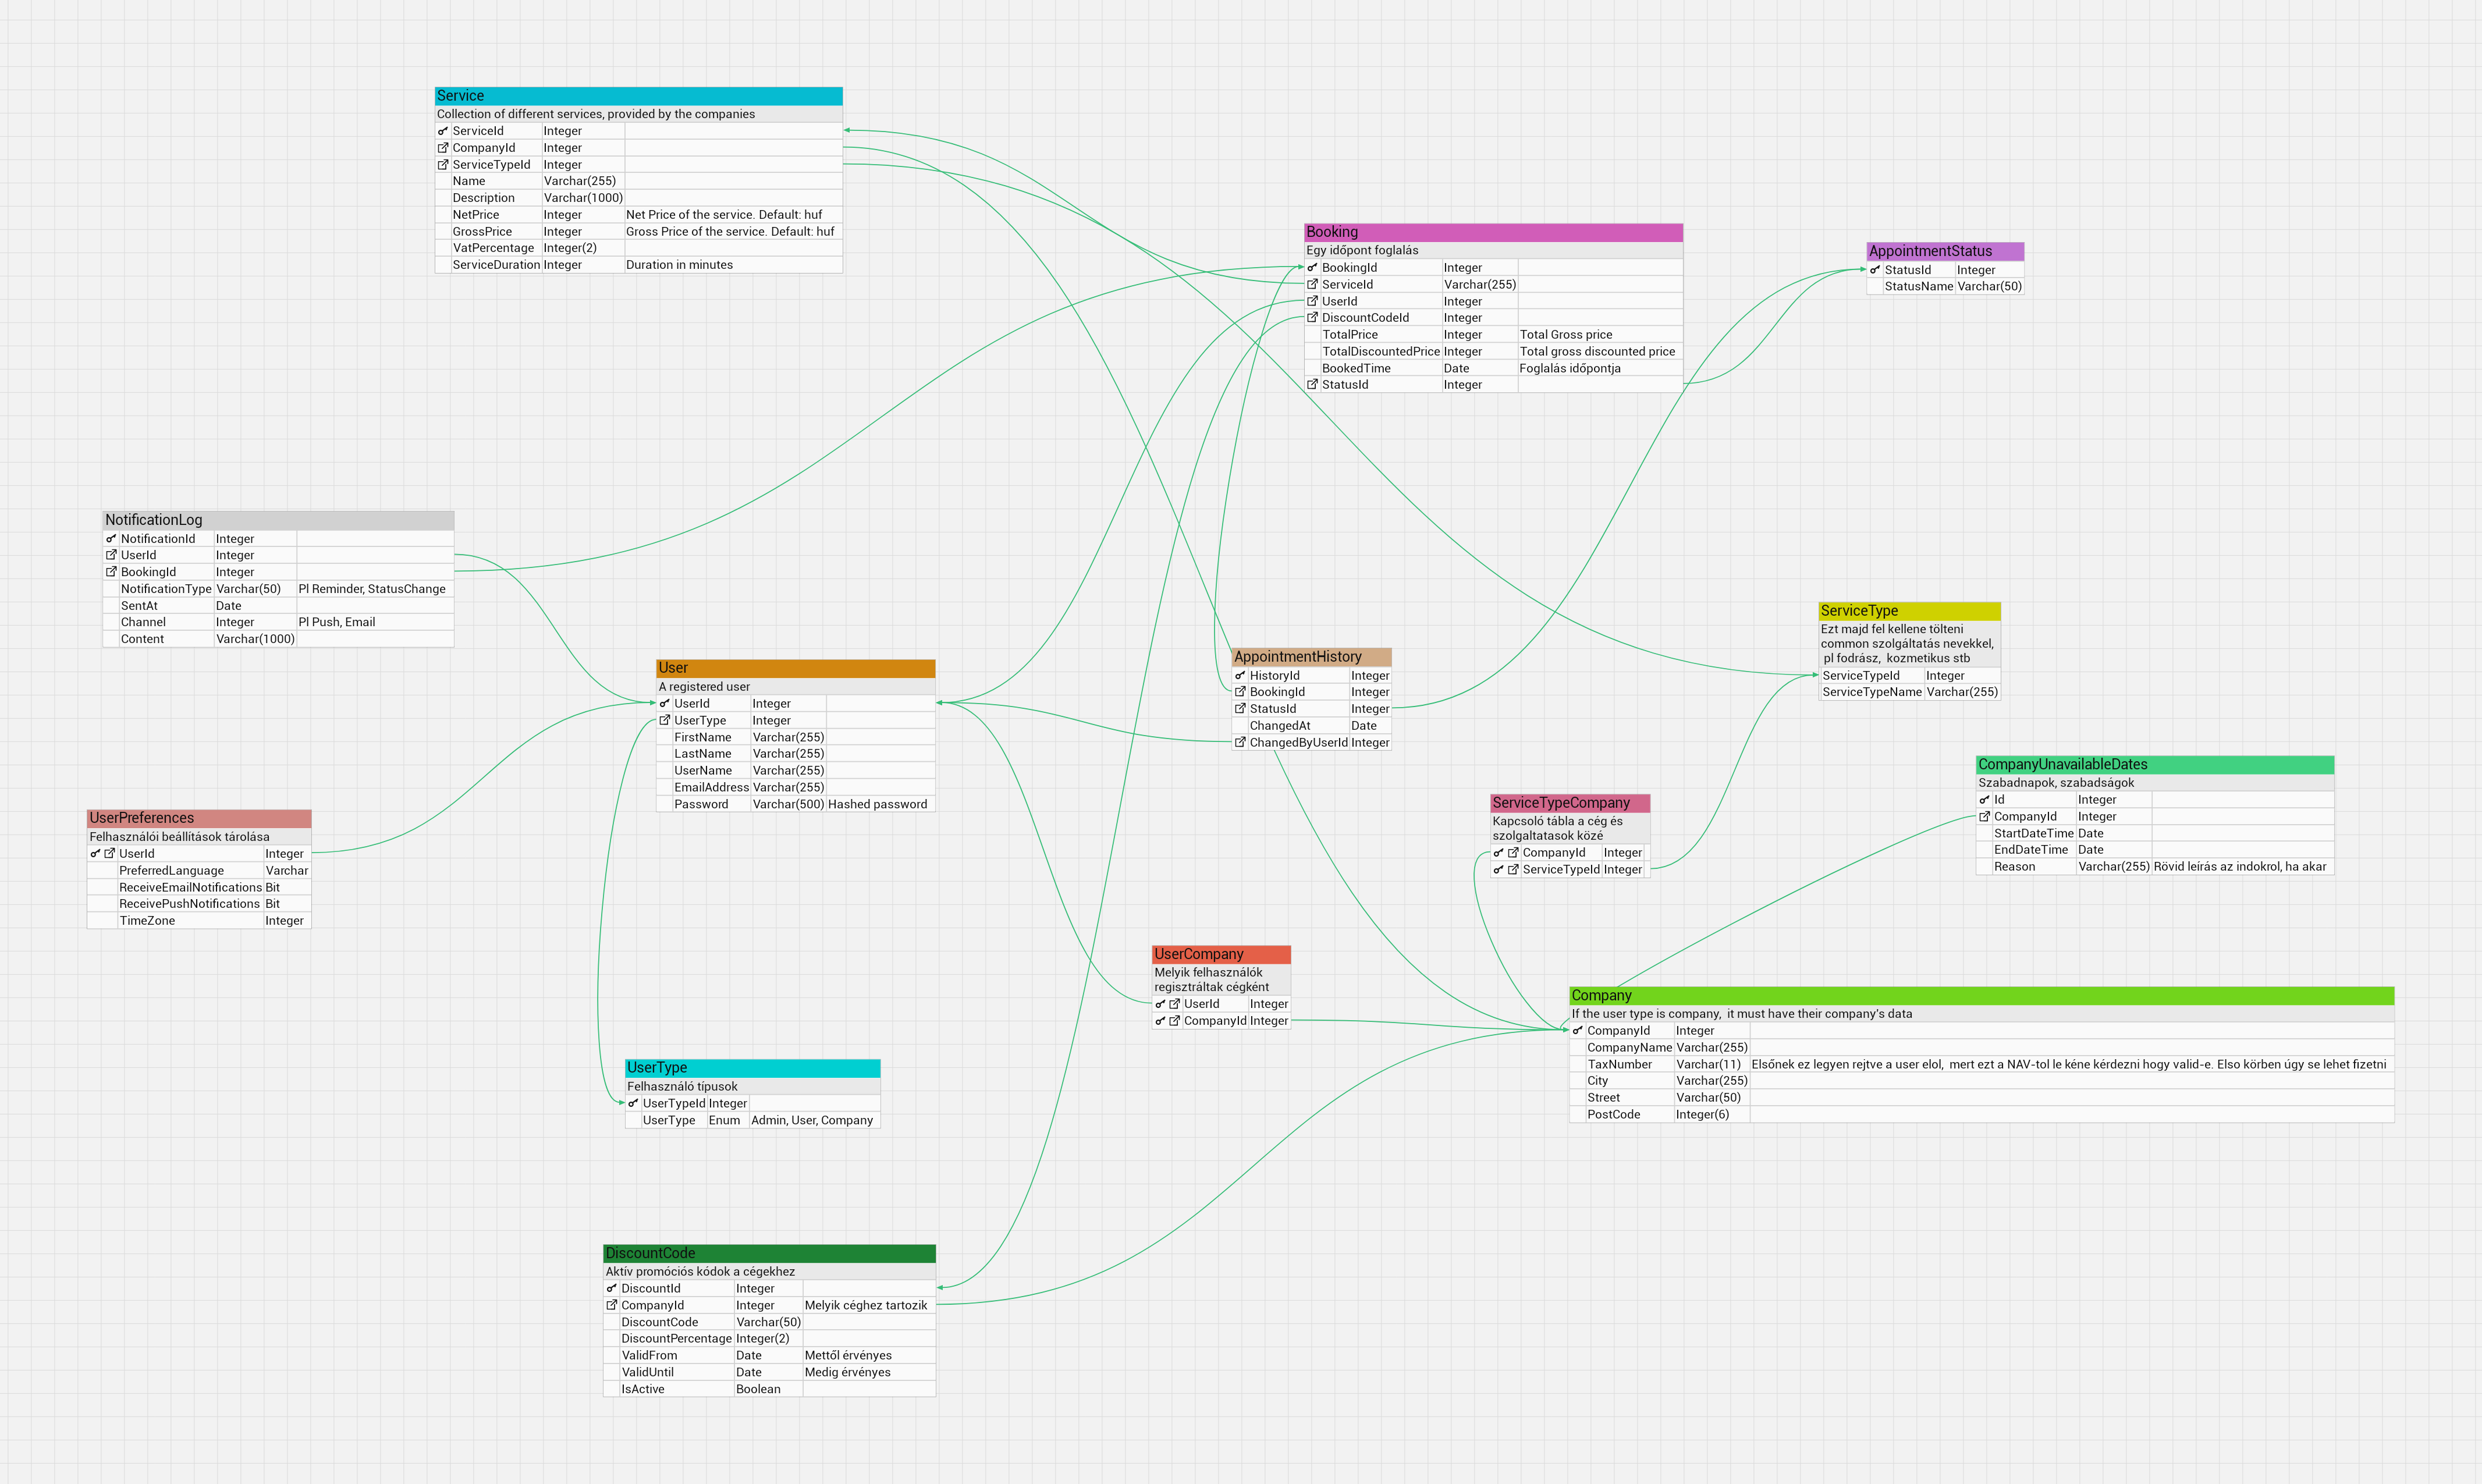 Service
Collection of different services, provided by the companies
ServiceId Integer
CompanyId Integer
ServiceTypeId Integer
Name Varchar(255)
Description Varchar(1000)
NetPrice Integer Net Price of the service. Default: huf
GrossPrice Integer Gross Price of the service. Default: huf
VatPercentage Integer(2)
ServiceDuration Integer Duration in minutes
Booking
Egy időpont foglalás
BookingId Integer
ServiceId Varchar(255)
UserId Integer
DiscountCodeId Integer
TotalPrice Integer Total Gross price
TotalDiscountedPrice Integer Total gross discounted price
BookedTime Date Foglalás időpontja
StatusId Integer
AppointmentStatus
StatusId Integer
StatusName Varchar(50)
NotificationLog
NotificationId Integer
UserId Integer
BookingId Integer
NotificationType Varchar(50) Pl Reminder, StatusChange
SentAt Date
Channel Integer Pl Push, Email
Content Varchar(1000)
User
A registered user
UserId Integer
UserType Integer
FirstName Varchar(255)
LastName Varchar(255)
UserName Varchar(255)
EmailAddress Varchar(255)
Password Varchar(500) Hashed password
AppointmentHistory
HistoryId Integer
BookingId Integer
StatusId Integer
ChangedAt Date
ChangedByUserId Integer
ServiceType
Ezt majd fel kellene tölteni
common szolgáltatás nevekkel,
pl fodrász, kozmetikus stb
ServiceTypeId Integer
ServiceTypeName Varchar(255)
CompanyUnavailableDates
Szabadnapok, szabadságok
Id Integer
CompanyId Integer
StartDateTime Date
EndDateTime Date
Reason Varchar(255) Rövid leírás az indokrol, ha akar
UserPreferences
Felhasználói beállítások tárolása
UserId Integer
PreferredLanguage Varchar
ReceiveEmailNotifications Bit
ReceivePushNotifications Bit
TimeZone Integer
ServiceTypeCompany
Kapcsoló tábla a cég és
szolgaltatasok közé
CompanyId Integer
ServiceTypeId Integer
UserCompany
Melyik felhasználók
regisztráltak cégként
UserId Integer
CompanyId Integer
Company
If the user type is company, it must have their company's data
CompanyId Integer
CompanyName Varchar(255)
TaxNumber Varchar(11) Elsőnek ez legyen rejtve a user elol, mert ezt a NAV-tol le kéne kérdezni hogy valid-e. Elso körben úgy se lehet fizetni
City Varchar(255)
Street Varchar(50)
PostCode Integer(6)
UserType
Felhasználó típusok
UserTypeId Integer
UserType Enum Admin, User, Company
DiscountCode
Aktív promóciós kódok a cégekhez
DiscountId Integer
CompanyId Integer Melyik céghez tartozik
DiscountCode Varchar(50)
DiscountPercentage Integer(2)
ValidFrom Date Mettől érvényes
ValidUntil Date Medig érvényes
IsActive Boolean